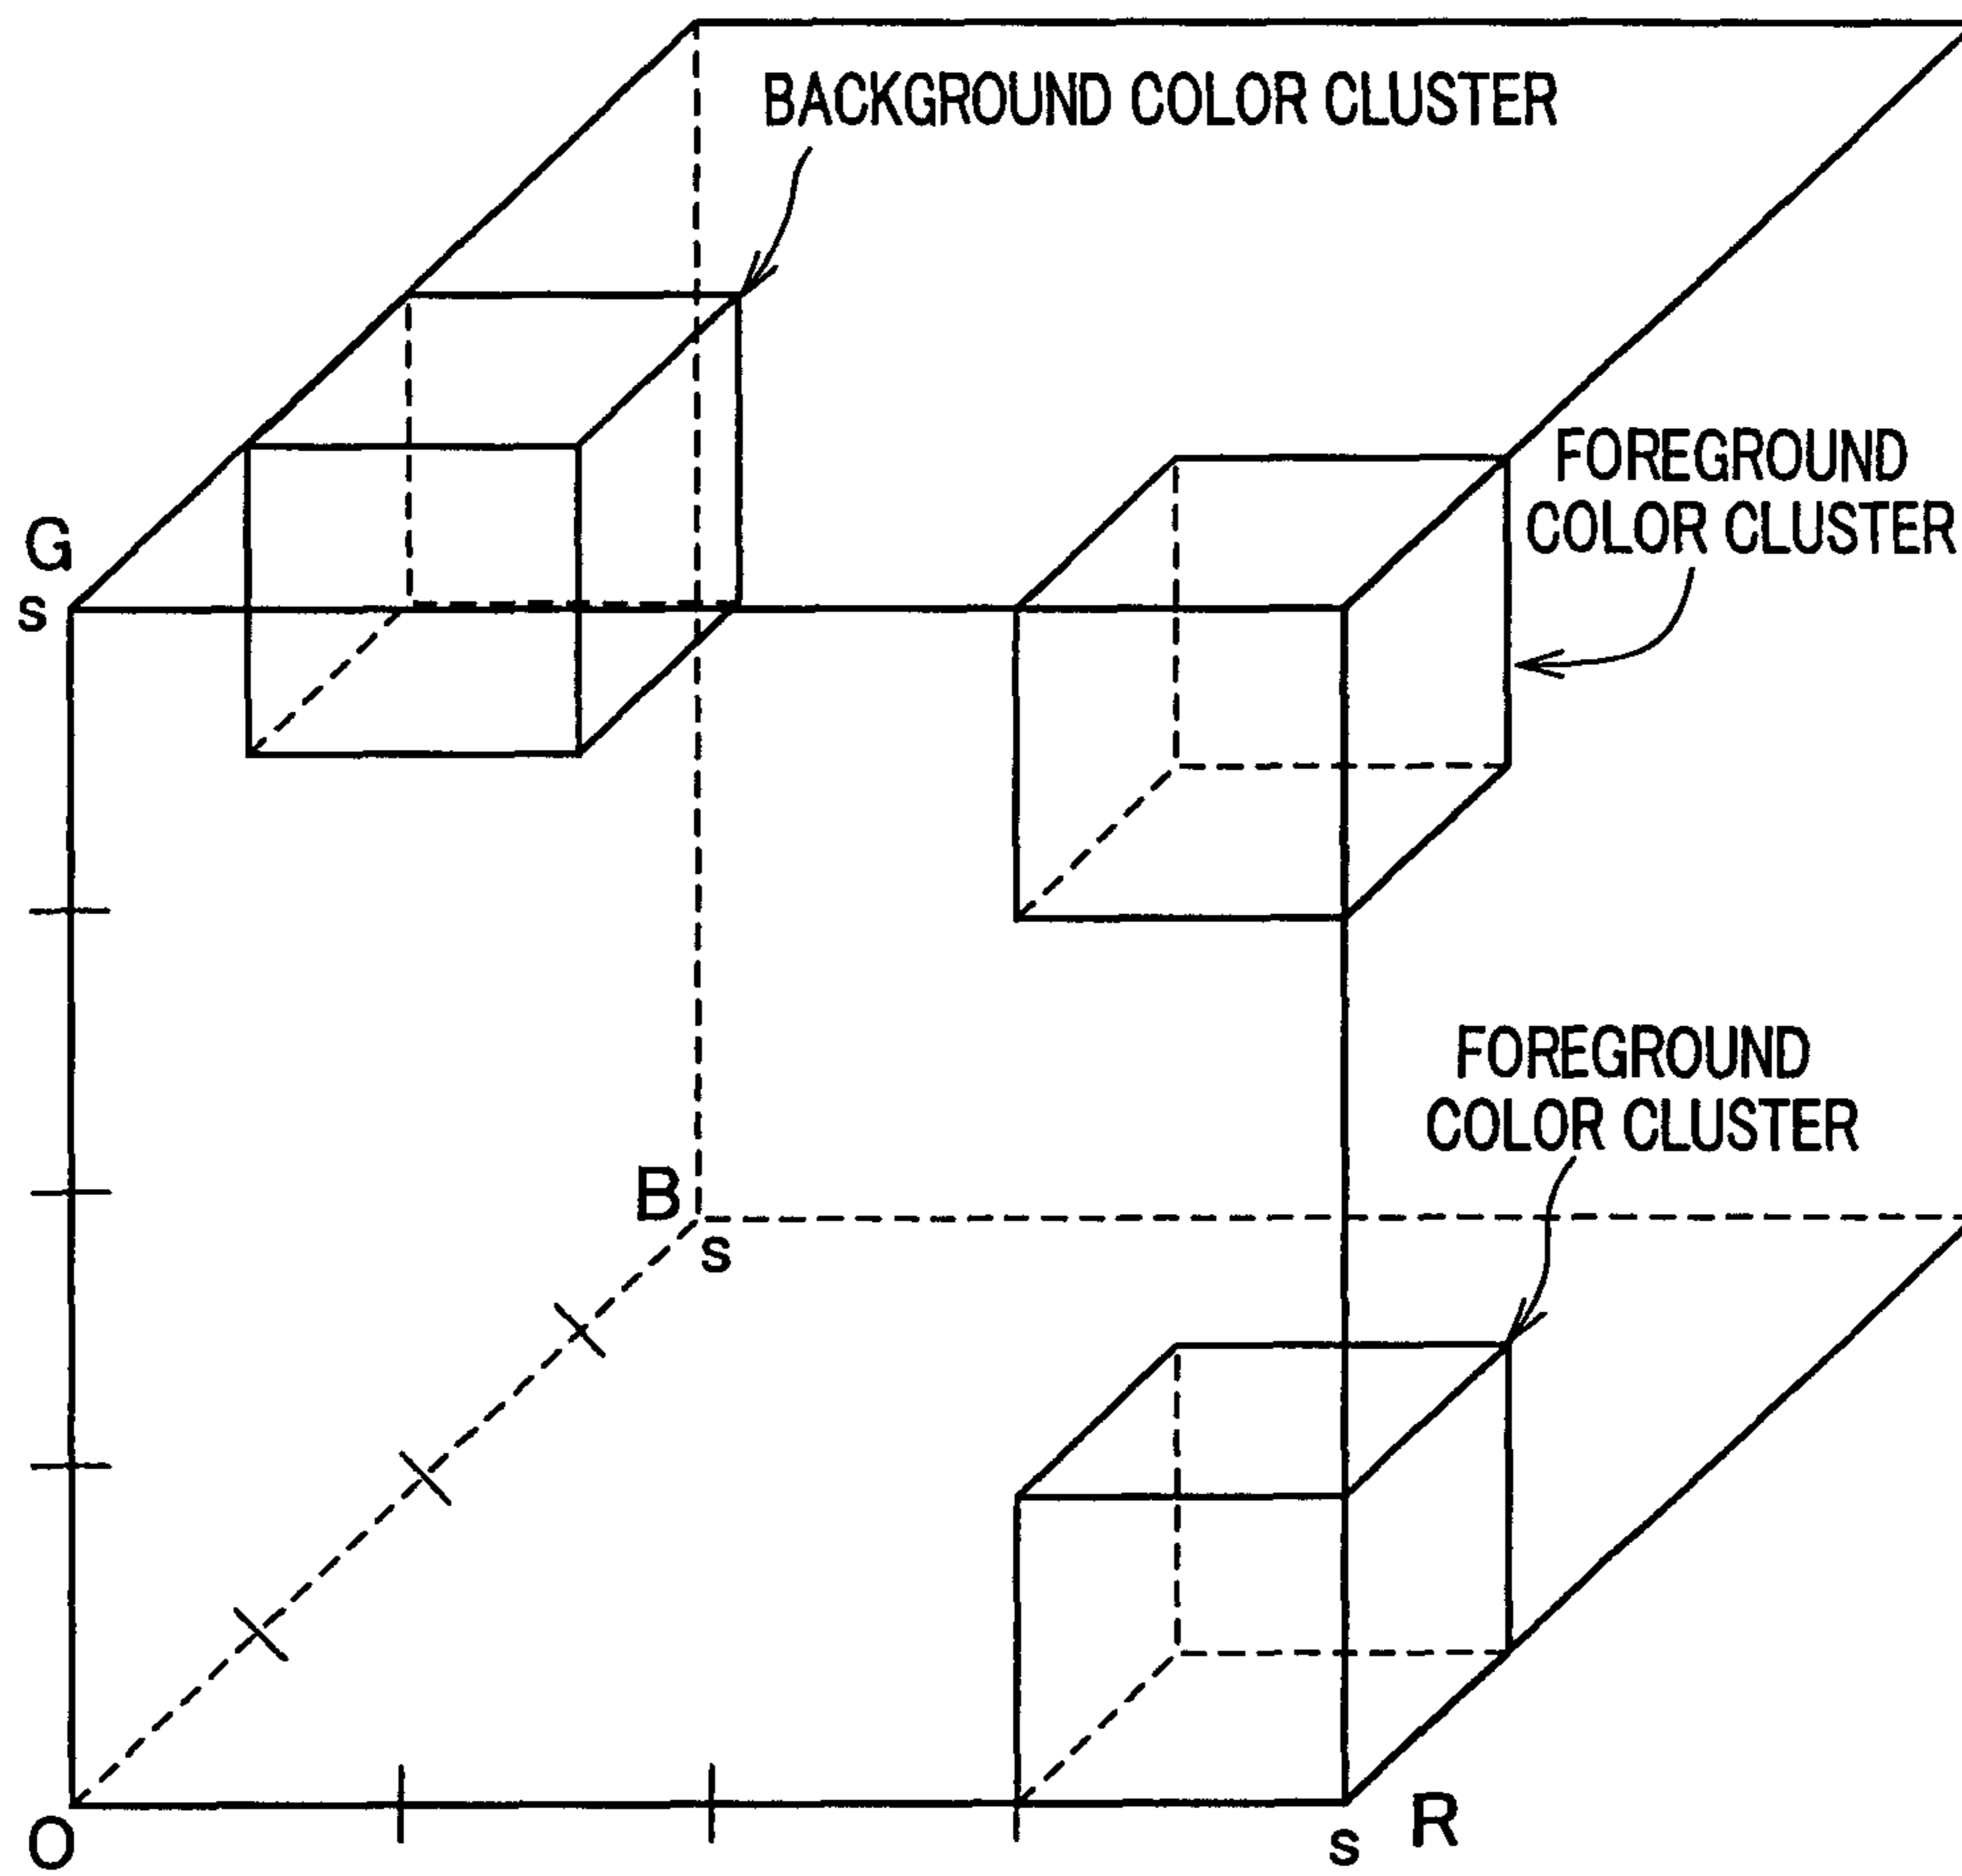 BACKGROUND COLOR CLUSTER
FOREGROUND
COLOR CLUSTER
G
s
FOREGROUND
COLOR CLUSTER
B
s
O
s
R